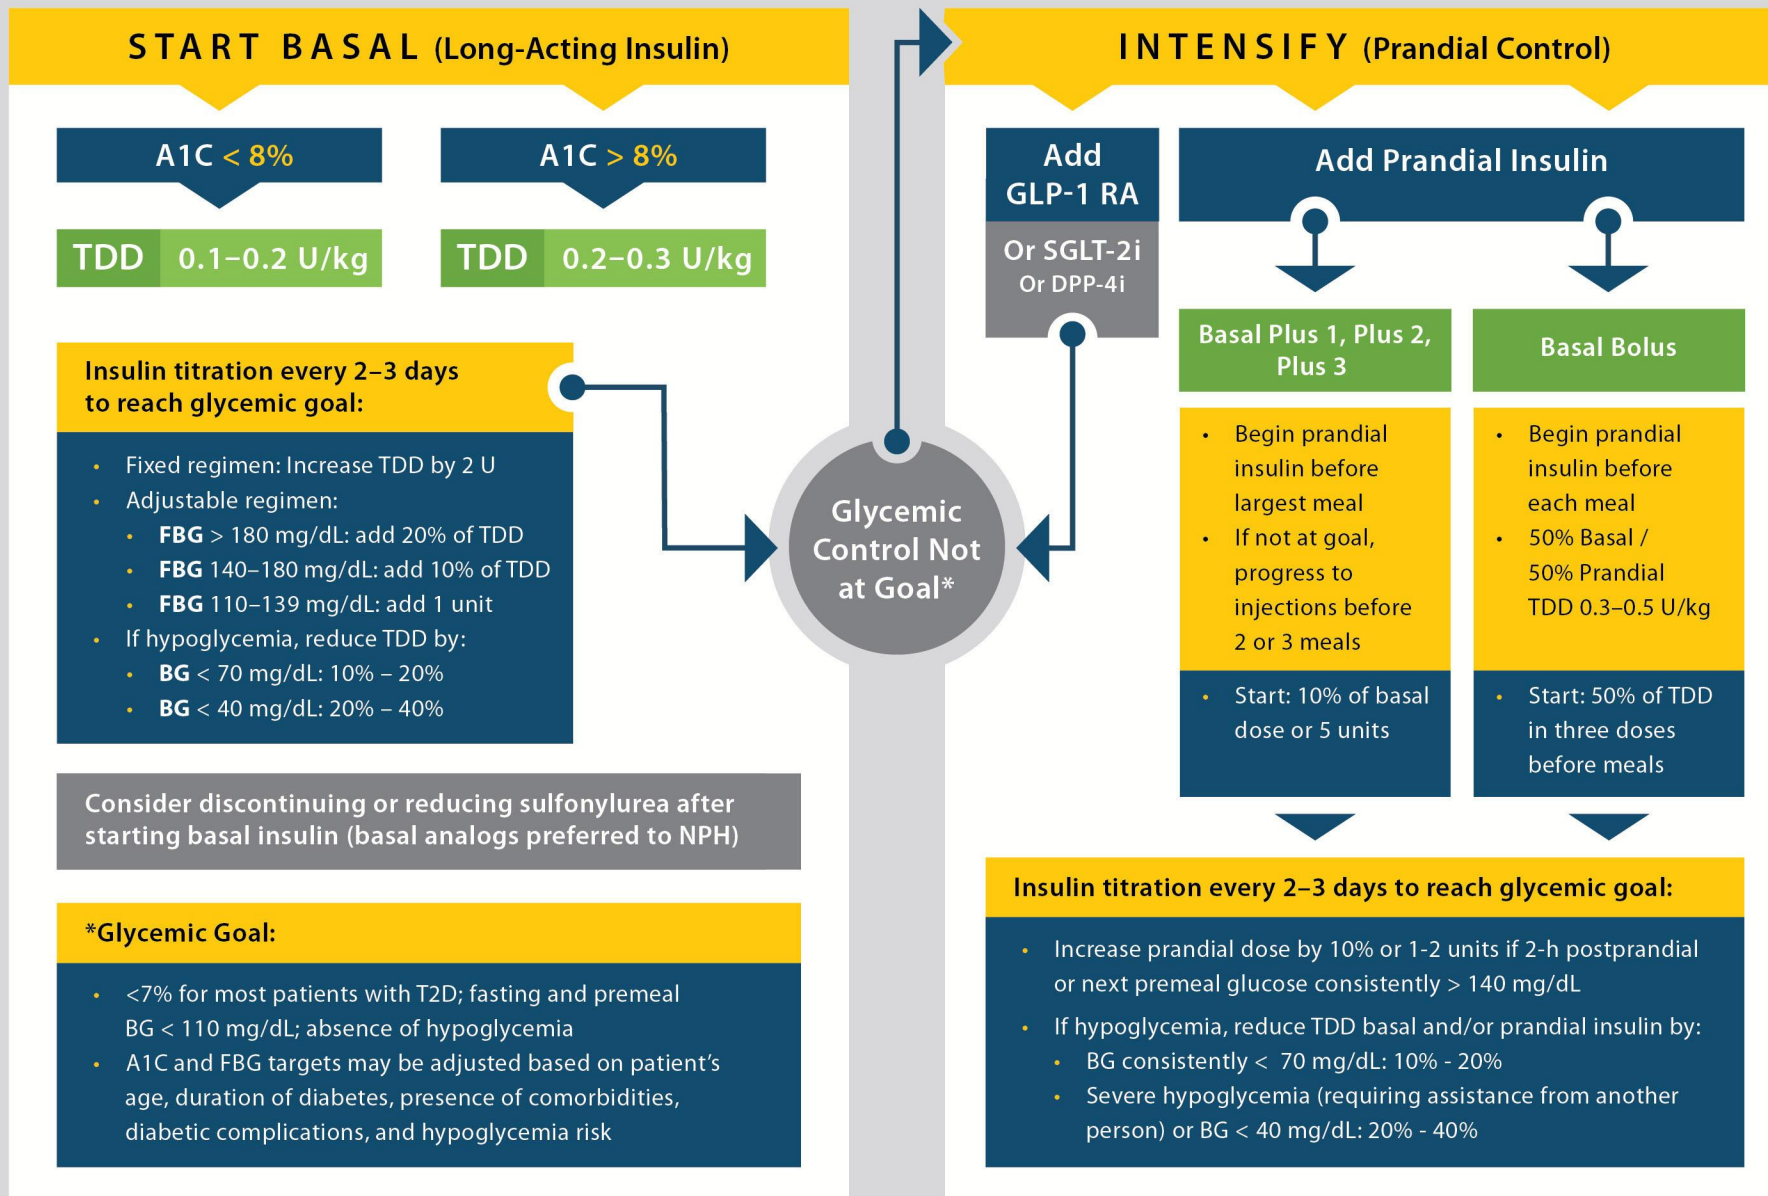 START BASAL (Long-Acting Insulin)
A1C < 8%
A1C > 8%
TDD 0.1–0.2 U/kg
TDD 0.2–0.3 U/kg
Insulin titration every 2–3 days
to reach glycemic goal:
• Fixed regimen: Increase TDD by 2 U
• Adjustable regimen:
• FBG > 180 mg/dL: add 20% of TDD
• FBG 140–180 mg/dL: add 10% of TDD
• FBG 110–139 mg/dL: add 1 unit
• If hypoglycemia, reduce TDD by:
• BG < 70 mg/dL: 10% – 20%
• BG < 40 mg/dL: 20% – 40%
Consider discontinuing or reducing sulfonylurea after
starting basal insulin (basal analogs preferred to NPH)
*Glycemic Goal:
• <7% for most patients with T2D; fasting and premeal
BG < 110 mg/dL; absence of hypoglycemia
• A1C and FBG targets may be adjusted based on patient’s
age, duration of diabetes, presence of comorbidities,
diabetic complications, and hypoglycemia risk
Glycemic
Control Not
at Goal*
INTENSIFY (Prandial Control)
Add
GLP-1 RA
Or SGLT-2i
Or DPP-4i
Add Prandial Insulin
Basal Plus 1, Plus 2,
Plus 3
• Begin prandial
insulin before
largest meal
• If not at goal,
progress to
injections before
2 or 3 meals
• Start: 10% of basal
dose or 5 units
Basal Bolus
• Begin prandial
insulin before
each meal
• 50% Basal /
50% Prandial
TDD 0.3–0.5 U/kg
• Start: 50% of TDD
in three doses
before meals
Insulin titration every 2–3 days to reach glycemic goal:
• Increase prandial dose by 10% or 1-2 units if 2-h postprandial
or next premeal glucose consistently > 140 mg/dL
• If hypoglycemia, reduce TDD basal and/or prandial insulin by:
• BG consistently < 70 mg/dL: 10% - 20%
• Severe hypoglycemia (requiring assistance from another
person) or BG < 40 mg/dL: 20% - 40%